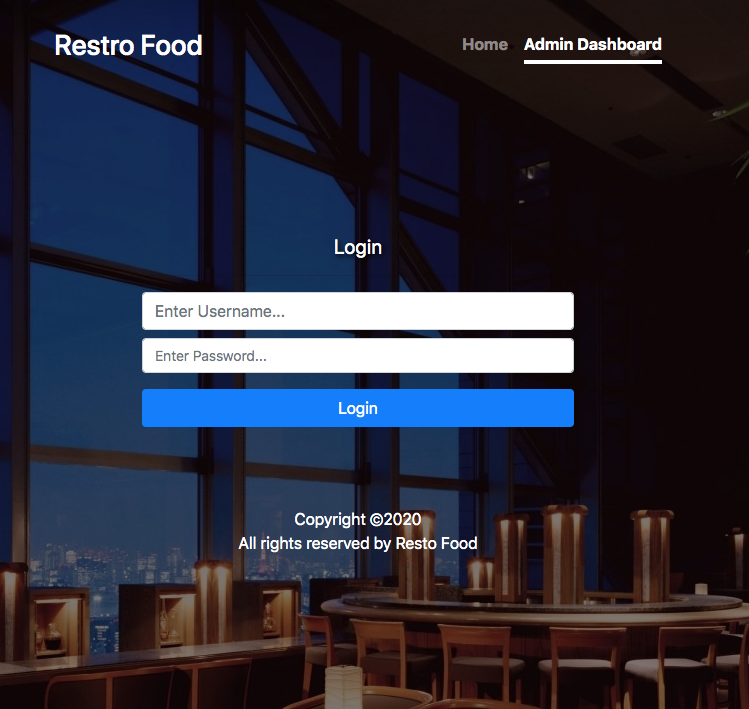 Restro Food
Home Admin Dashboard
Login
Enter Username...
Enter Password...
Login
Copyright ©2020
All rights reserved by Resto Food